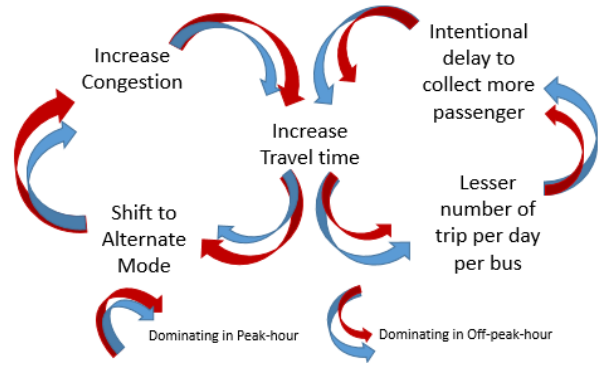 Increase
Congestion
Intentional
delay to
collect more
passenger
Increase
Travel time
Shift to
Alternate
Mode
Lesser
number of
trip per day
per bus
Dominating in Peak-hour
Dominating in Off-peak-hour